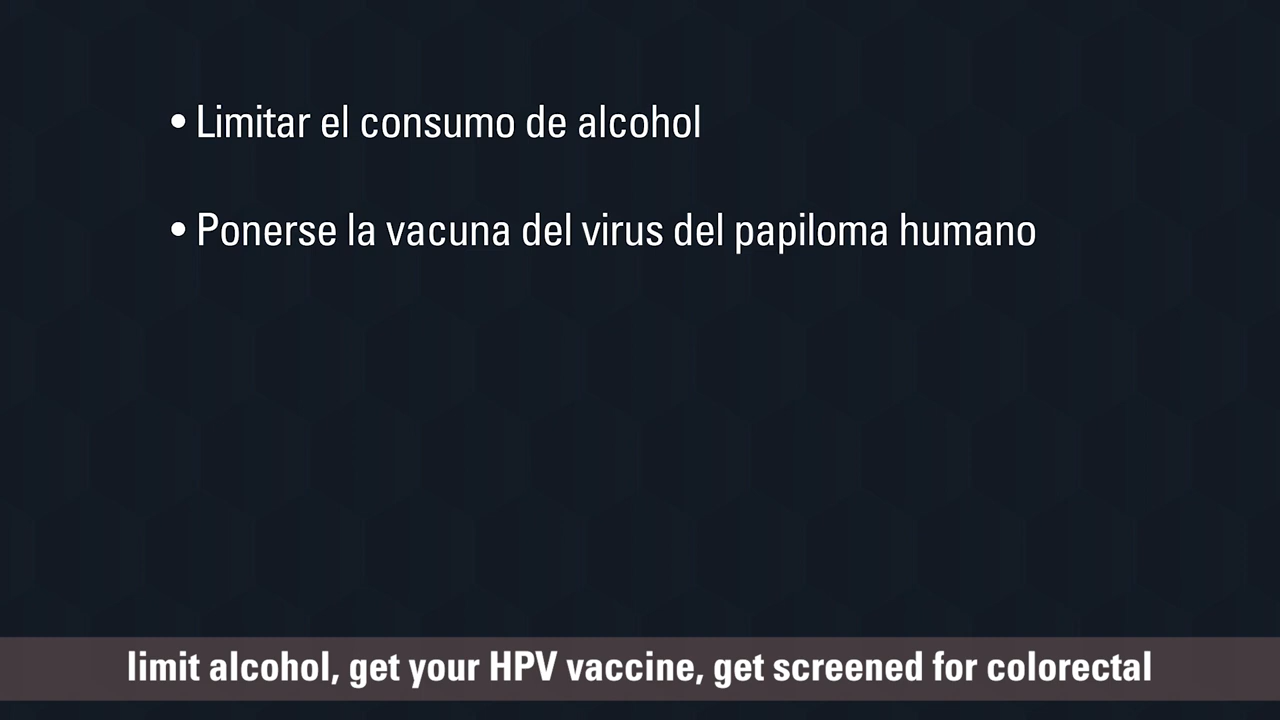 • Limitar el consumo de alcohol
• Ponerse la vacuna del virus del papiloma humano
limit alcohol, get your HPV vaccine, get screened for colorectal